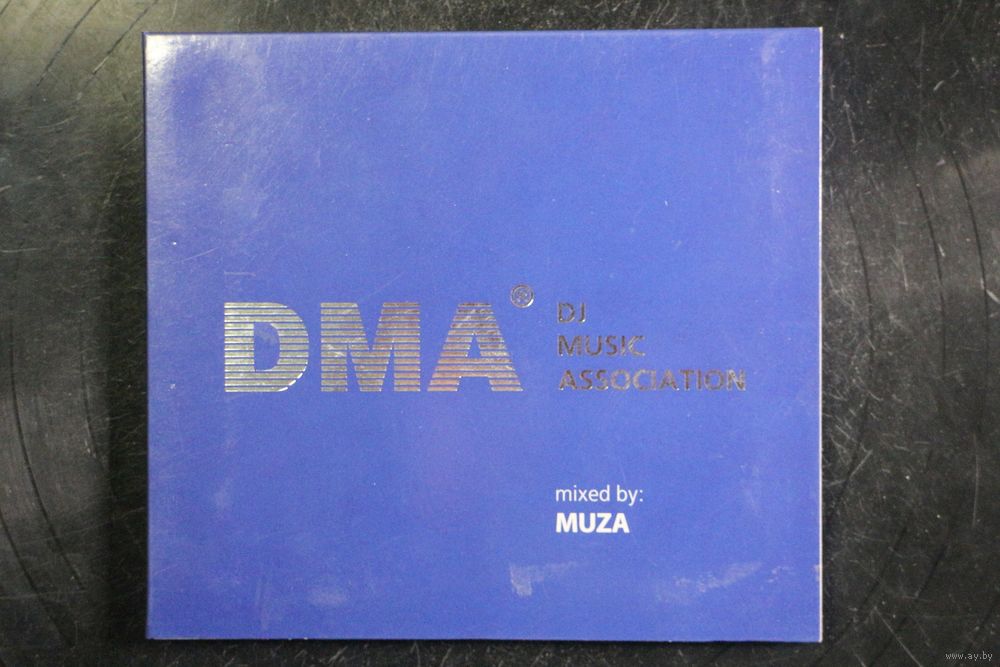 DMA®
DJ
MUSIC
ASSOCIATION
mixed by:
MUZA
www.ay.by